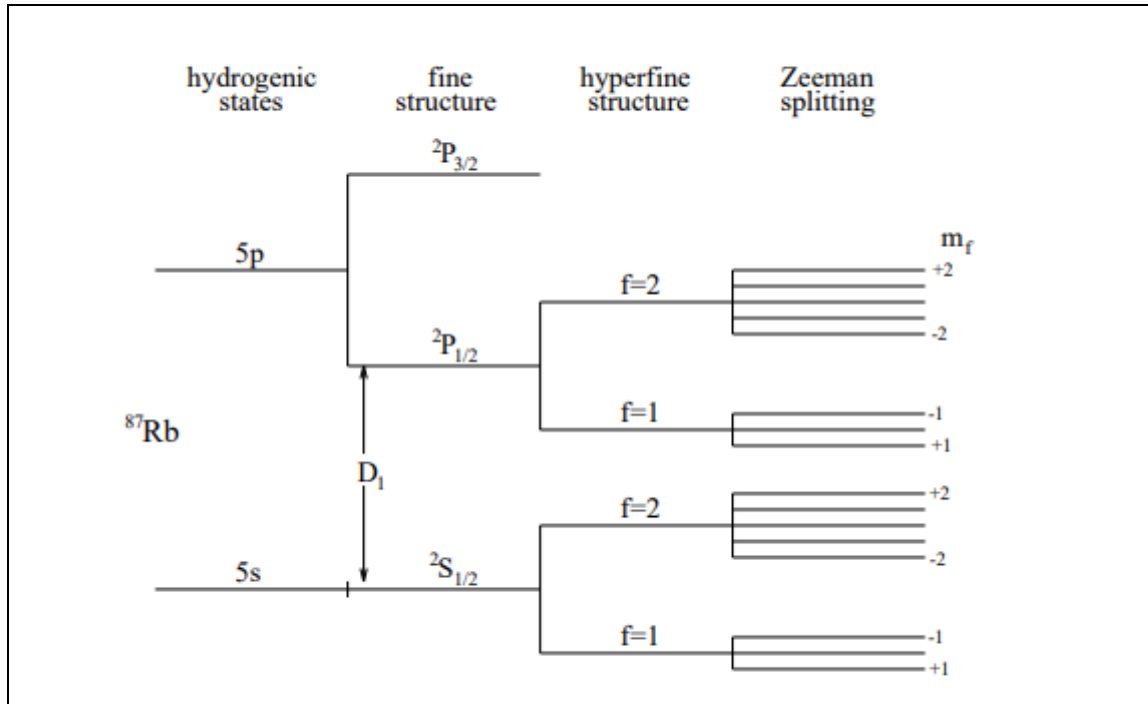 hydrogenic fine hyperfine Zeeman
states structure structure splitting
²P₃/₂
m_f
5p +2
f=2
-2
²P₁/₂
-1
f=1
⁸⁷Rb +1
D₁
+2
f=2
-2
5s ²S₁/₂
-1
f=1
+1